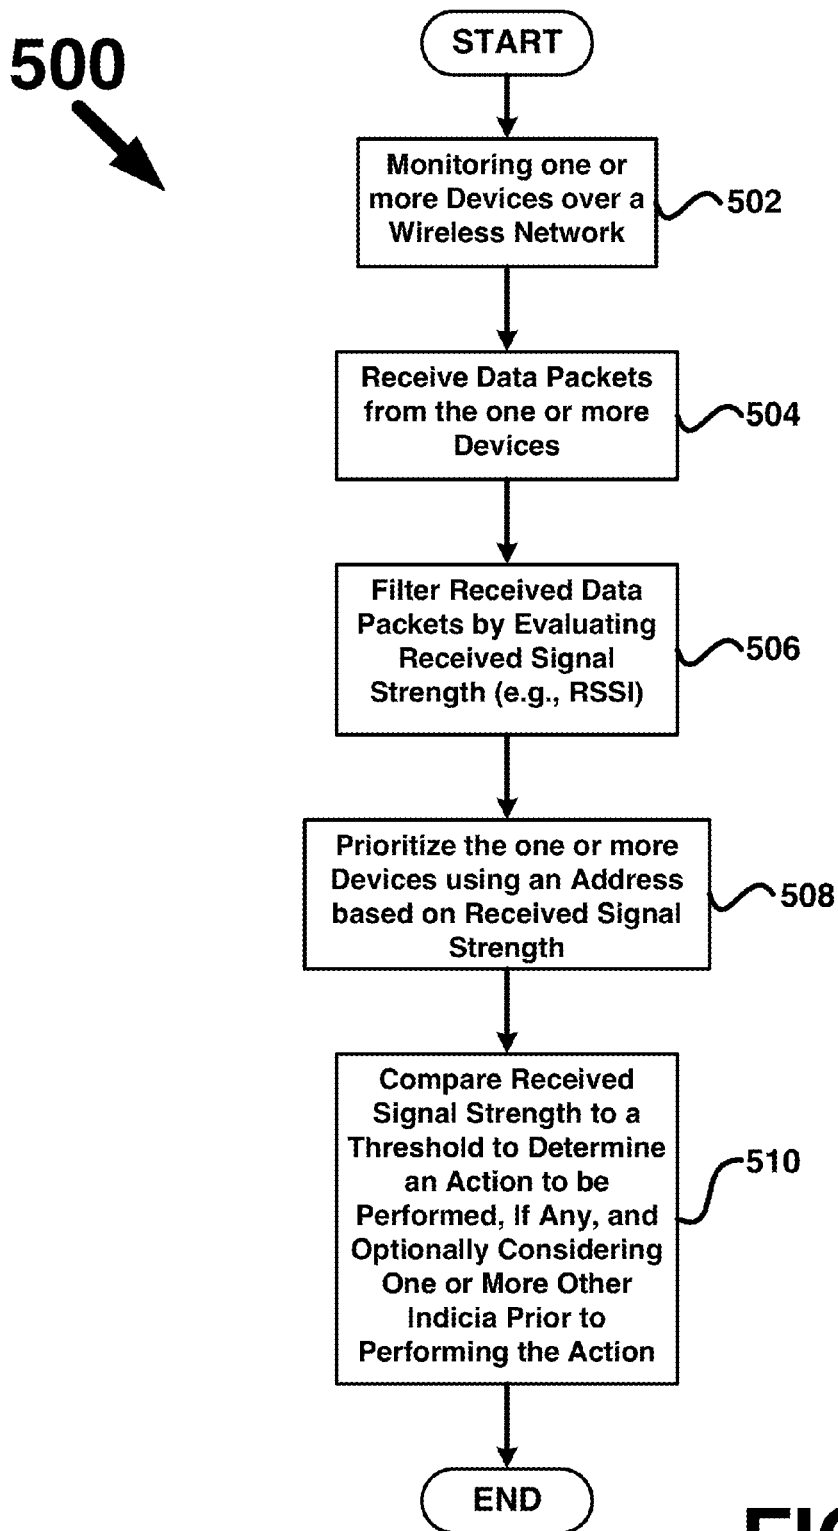 START
500
Monitoring one or
more Devices over a
Wireless Network
502
Receive Data Packets
from the one or more
Devices
504
Filter Received Data
Packets by Evaluating
Received Signal
Strength (e.g., RSSI)
506
Prioritize the one or more
Devices using an Address
based on Received Signal
Strength
508
Compare Received
Signal Strength to a
Threshold to Determine
an Action to be
Performed, If Any, and
Optionally Considering
One or More Other
Indicia Prior to
Performing the Action
510
END